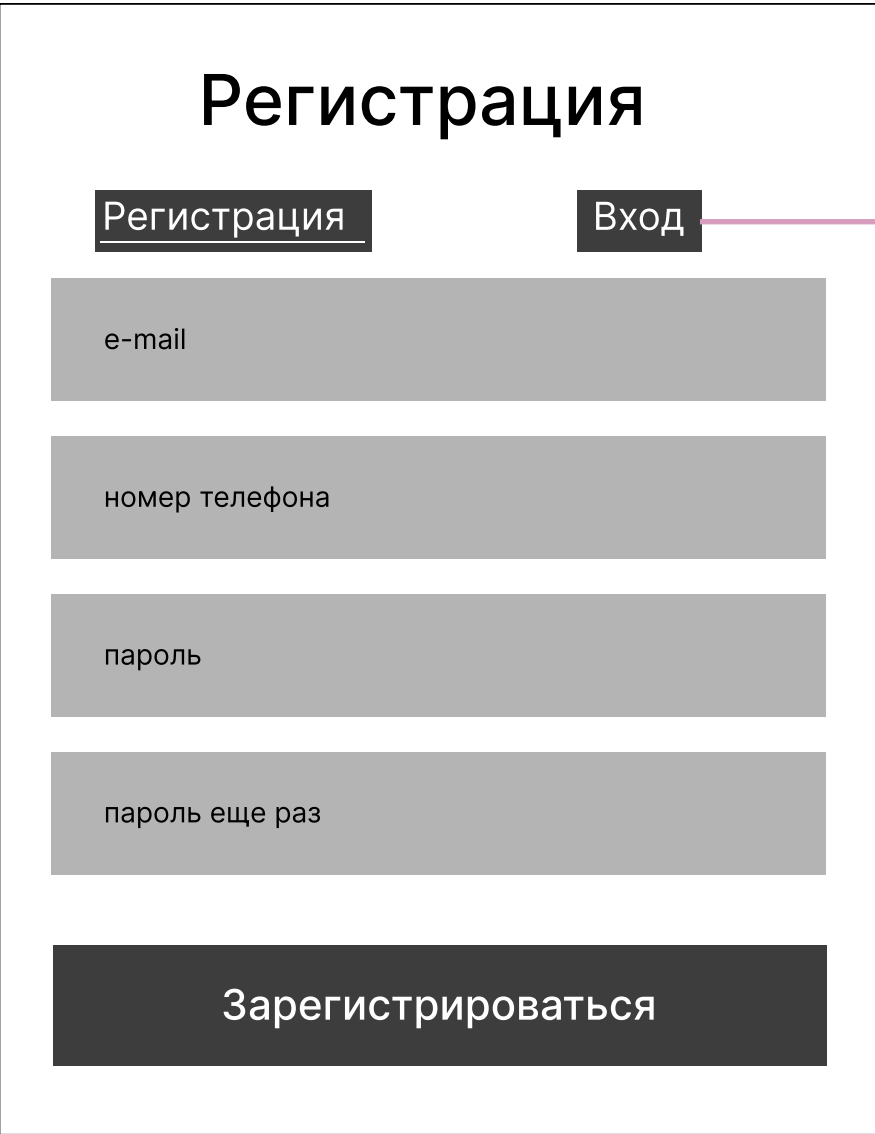 Регистрация
Регистрация
Вход
e-mail
номер телефона
пароль
пароль еще раз
Зарегистрироваться